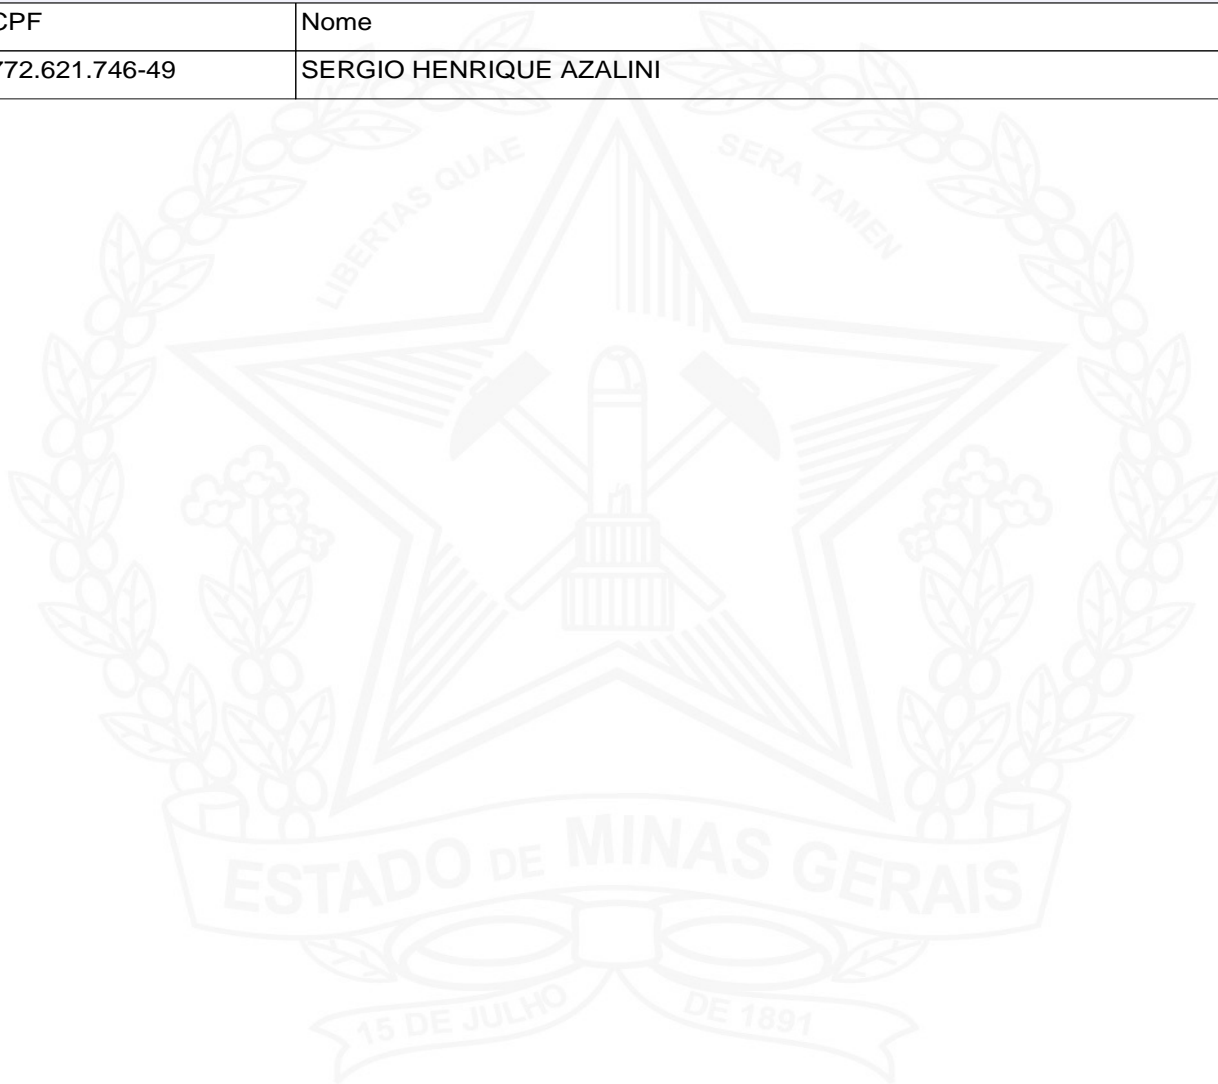 CPF Nome
772.621.746-49 SERGIO HENRIQUE AZALINI
LIBERTAS QUAE SERA TAMEN
ESTADO DE MINAS GERAIS
15 DE JULHO DE 1891